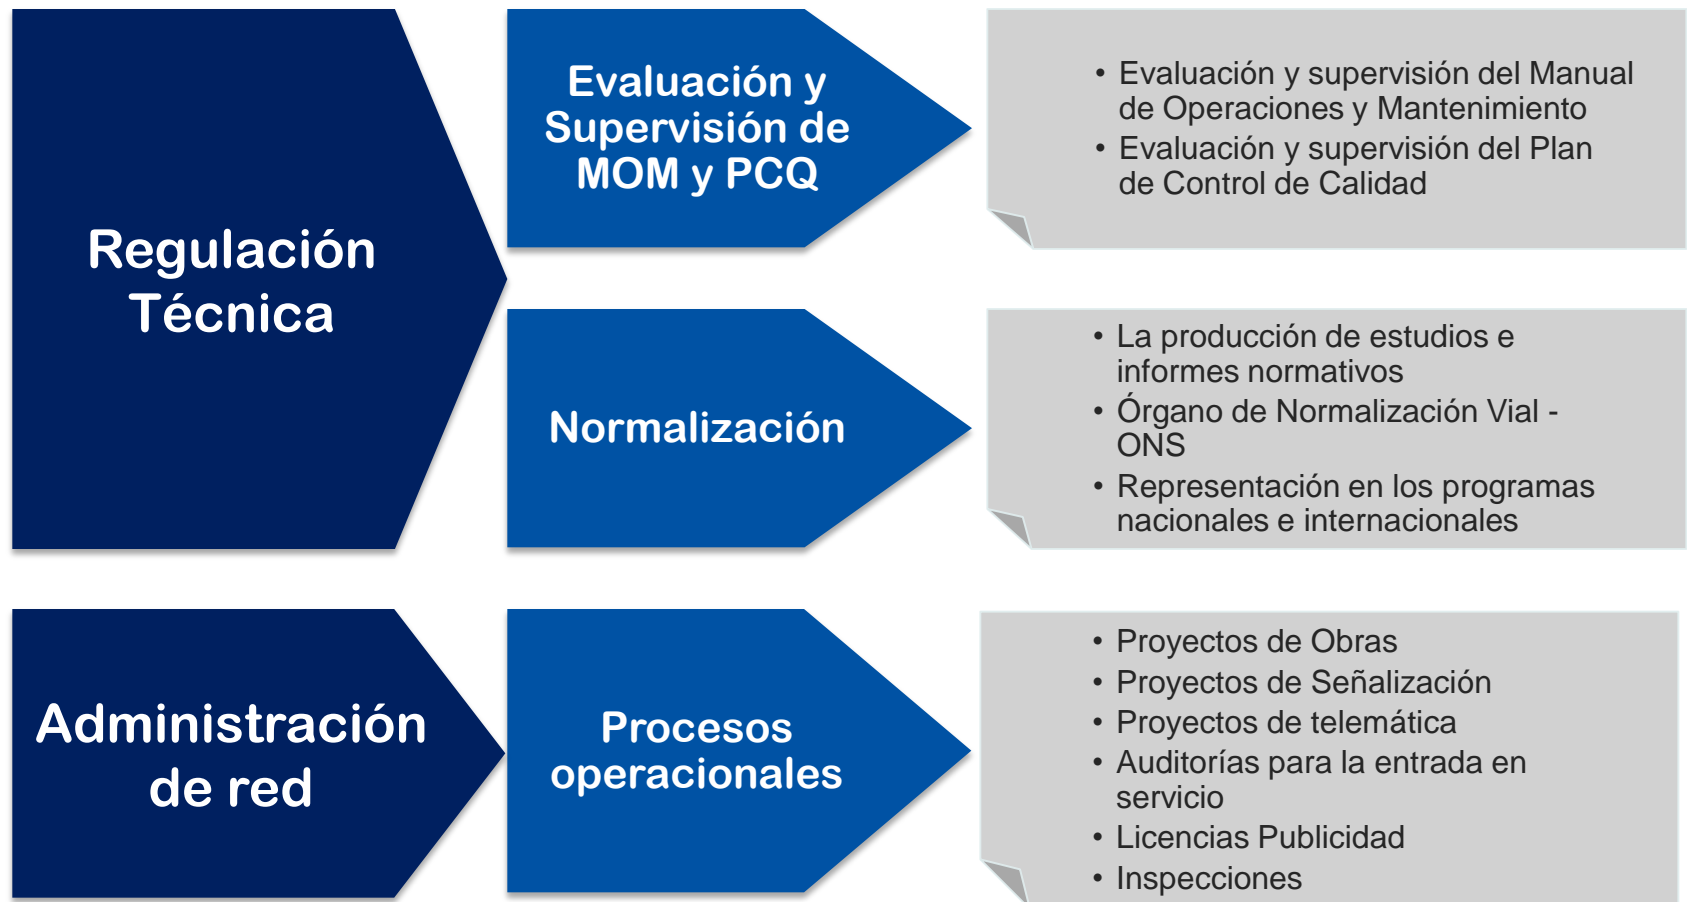 Regulación
Técnica
Evaluación y
Supervisión de
MOM y PCQ
• Evaluación y supervisión del Manual
de Operaciones y Mantenimiento
• Evaluación y supervisión del Plan
de Control de Calidad
Normalización
• La producción de estudios e
informes normativos
• Órgano de Normalización Vial -
ONS
• Representación en los programas
nacionales e internacionales
Administración
de red
Procesos
operacionales
• Proyectos de Obras
• Proyectos de Señalización
• Proyectos de telemática
• Auditorías para la entrada en
servicio
• Licencias Publicidad
• Inspecciones